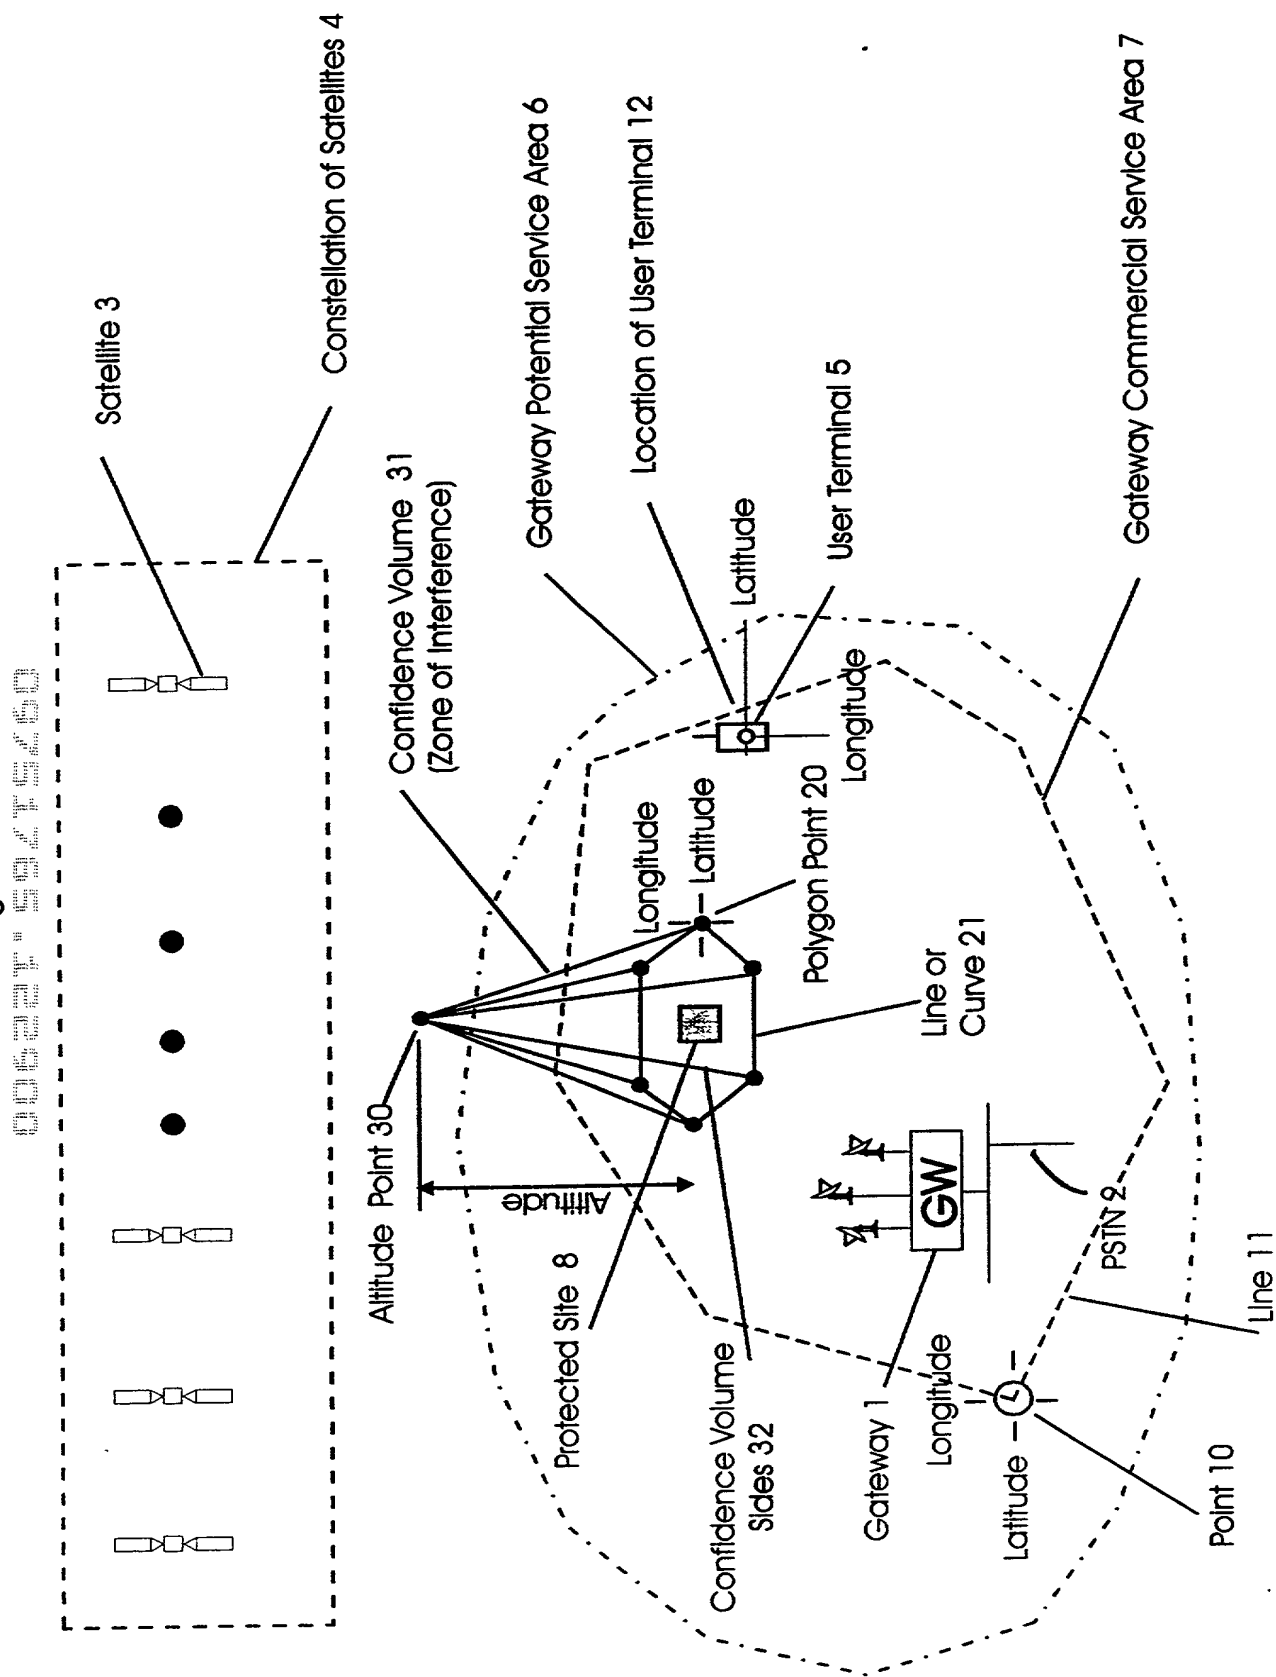 Satellite 3
Constellation of Satellites 4
Altitude Point 30
Confidence Volume 31
(Zone of Interference)
Gateway Potential Service Area 6
Altitude
Protected Site 8
Longitude
Latitude
Location of User Terminal 12
Latitude
Confidence Volume
Sides 32
Polygon Point 20
Longitude
User Terminal 5
Gateway 1
GW
Line or
Curve 21
Longitude
Latitude
PSTN 2
Gateway Commercial Service Area 7
Point 10
Line 11